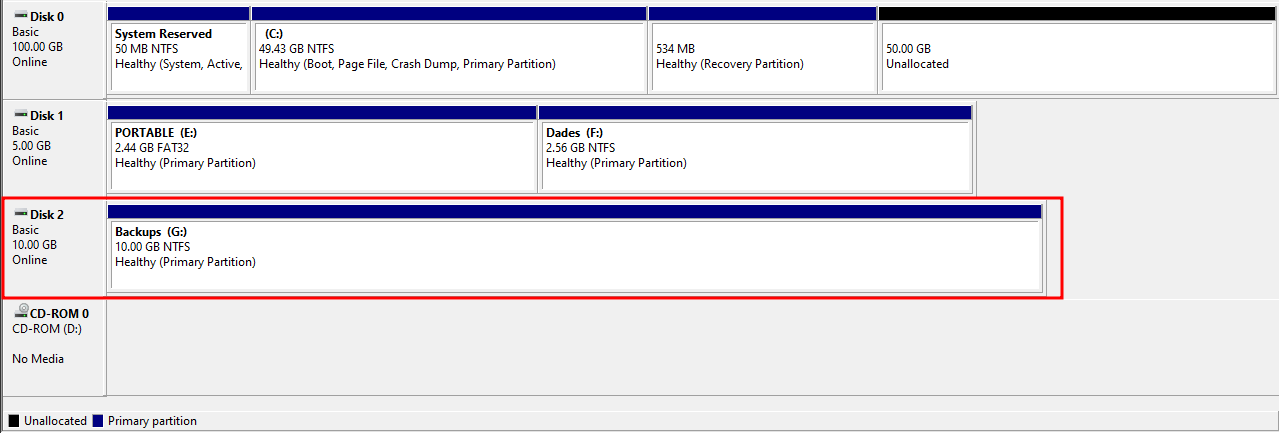 Disk 0
Basic
100.00 GB
Online
System Reserved
50 MB NTFS
Healthy (System, Active,
(C:)
49.43 GB NTFS
Healthy (Boot, Page File, Crash Dump, Primary Partition)
534 MB
Healthy (Recovery Partition)
50.00 GB
Unallocated
Disk 1
Basic
5.00 GB
Online
PORTABLE (E:)
2.44 GB FAT32
Healthy (Primary Partition)
Dades (F:)
2.56 GB NTFS
Healthy (Primary Partition)
Disk 2
Basic
10.00 GB
Online
Backups (G:)
10.00 GB NTFS
Healthy (Primary Partition)
CD-ROM 0
CD-ROM (D:)
No Media
Unallocated Primary partition